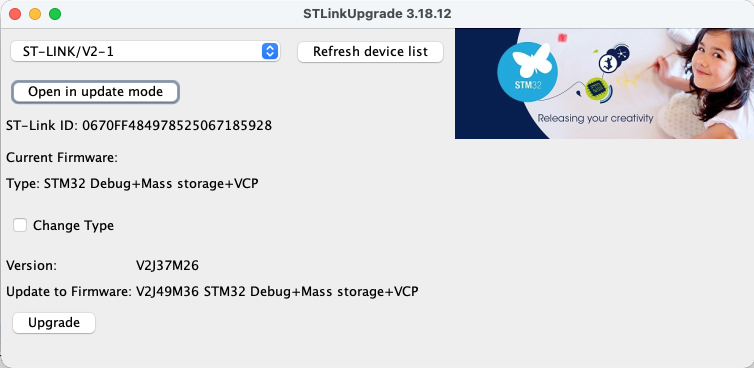 STLinkUpgrade 3.18.12
ST-LINK/V2-1
Refresh device list
Open in update mode
STM32
Releasing your creativity
ST-Link ID: 0670FF484978525067185928
Current Firmware:
Type: STM32 Debug+Mass storage+VCP
Change Type
Version: V2J37M26
Update to Firmware: V2J49M36 STM32 Debug+Mass storage+VCP
Upgrade